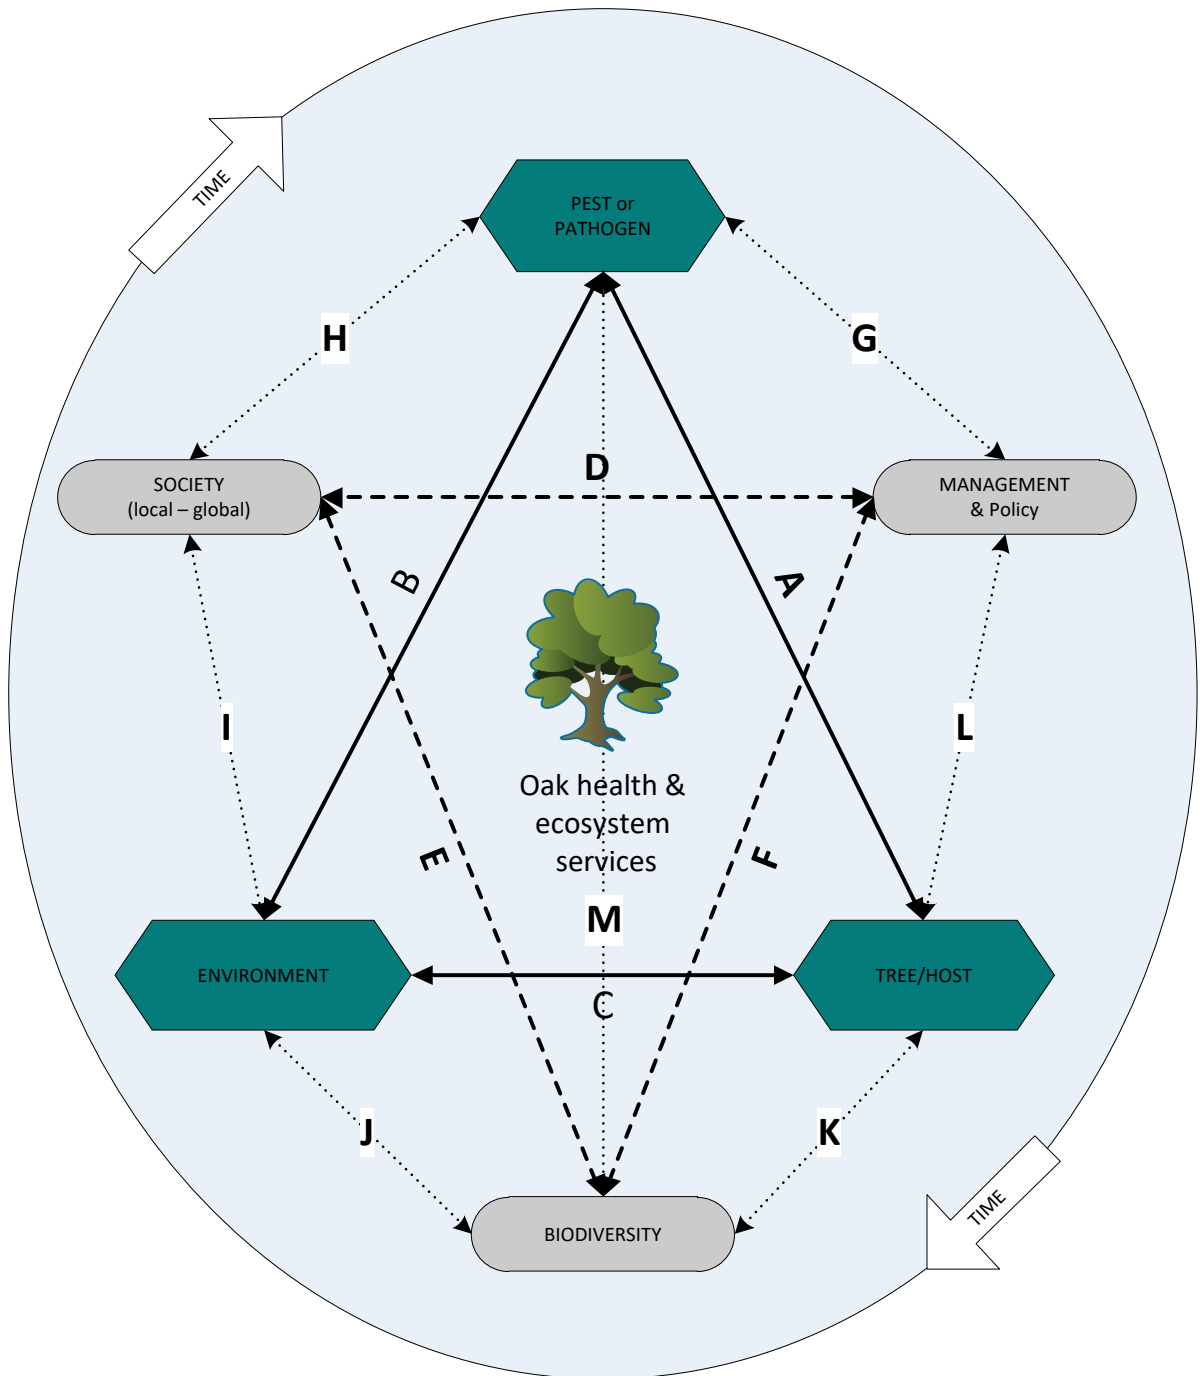 TIME
PEST or
PATHOGEN
H
G
D
SOCIETY
(local – global)
MANAGEMENT
& Policy
B
A
I
L
Oak health &
ecosystem
services
E
F
M
ENVIRONMENT
TREE/HOST
C
J
K
TIME
BIODIVERSITY